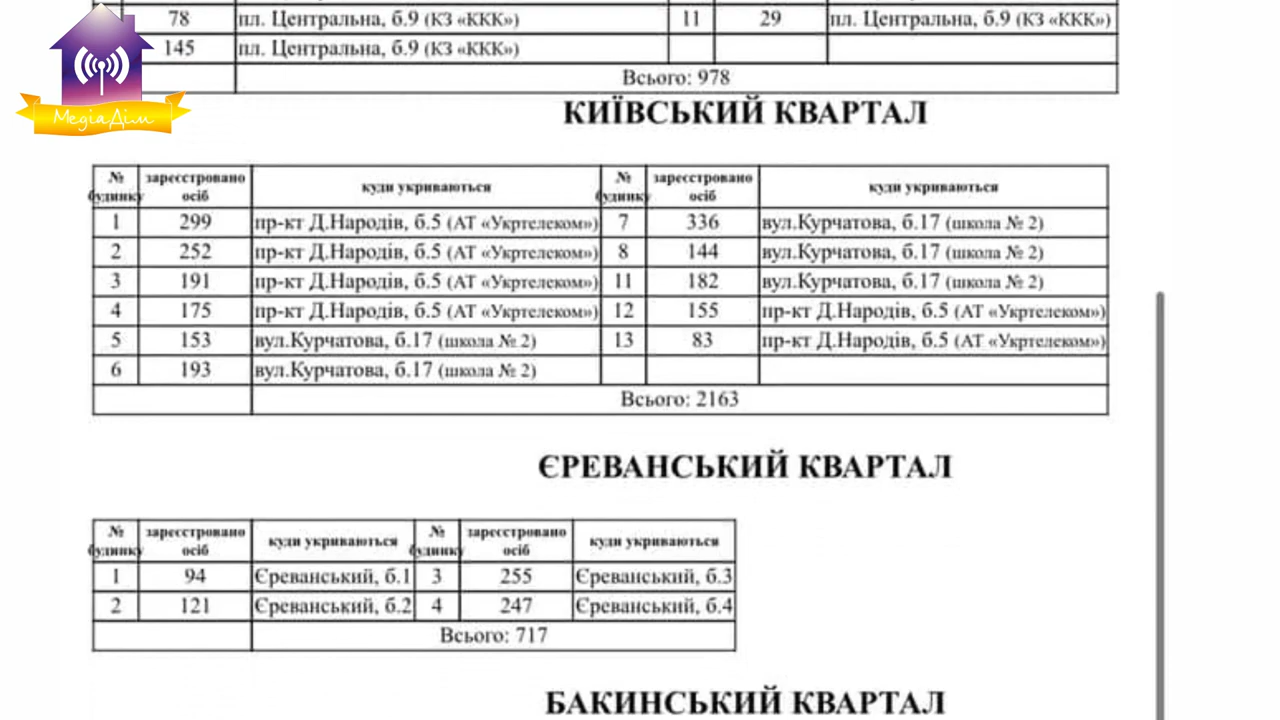 78 пл. Центральна, б.9 (КЗ «ККК») 11 29 пл. Центральна, б.9 (КЗ «ККК»)
145 пл. Центральна, б.9 (КЗ «ККК»)
Всього: 978
МедіаДім
КИЇВСЬКИЙ КВАРТАЛ
№ будинку зареєстровано осіб куди укриваються № будинку зареєстровано осіб куди укриваються
1 299 пр-кт Д.Народів, б.5 (АТ «Укртелеком») 7 336 вул.Курчатова, б.17 (школа № 2)
2 252 пр-кт Д.Народів, б.5 (АТ «Укртелеком») 8 144 вул.Курчатова, б.17 (школа № 2)
3 191 пр-кт Д.Народів, б.5 (АТ «Укртелеком») 11 182 вул.Курчатова, б.17 (школа № 2)
4 175 пр-кт Д.Народів, б.5 (АТ «Укртелеком») 12 155 пр-кт Д.Народів, б.5 (АТ «Укртелеком»)
5 153 вул.Курчатова, б.17 (школа № 2) 13 83 пр-кт Д.Народів, б.5 (АТ «Укртелеком»)
6 193 вул.Курчатова, б.17 (школа № 2)
Всього: 2163
ЄРЕВАНСЬКИЙ КВАРТАЛ
№ будинку зареєстровано осіб куди укриваються № будинку зареєстровано осіб куди укриваються
1 94 Єреванський, б.1 3 255 Єреванський, б.3
2 121 Єреванський, б.2 4 247 Єреванський, б.4
Всього: 717
БАКИНСЬКИЙ КВАРТАЛ